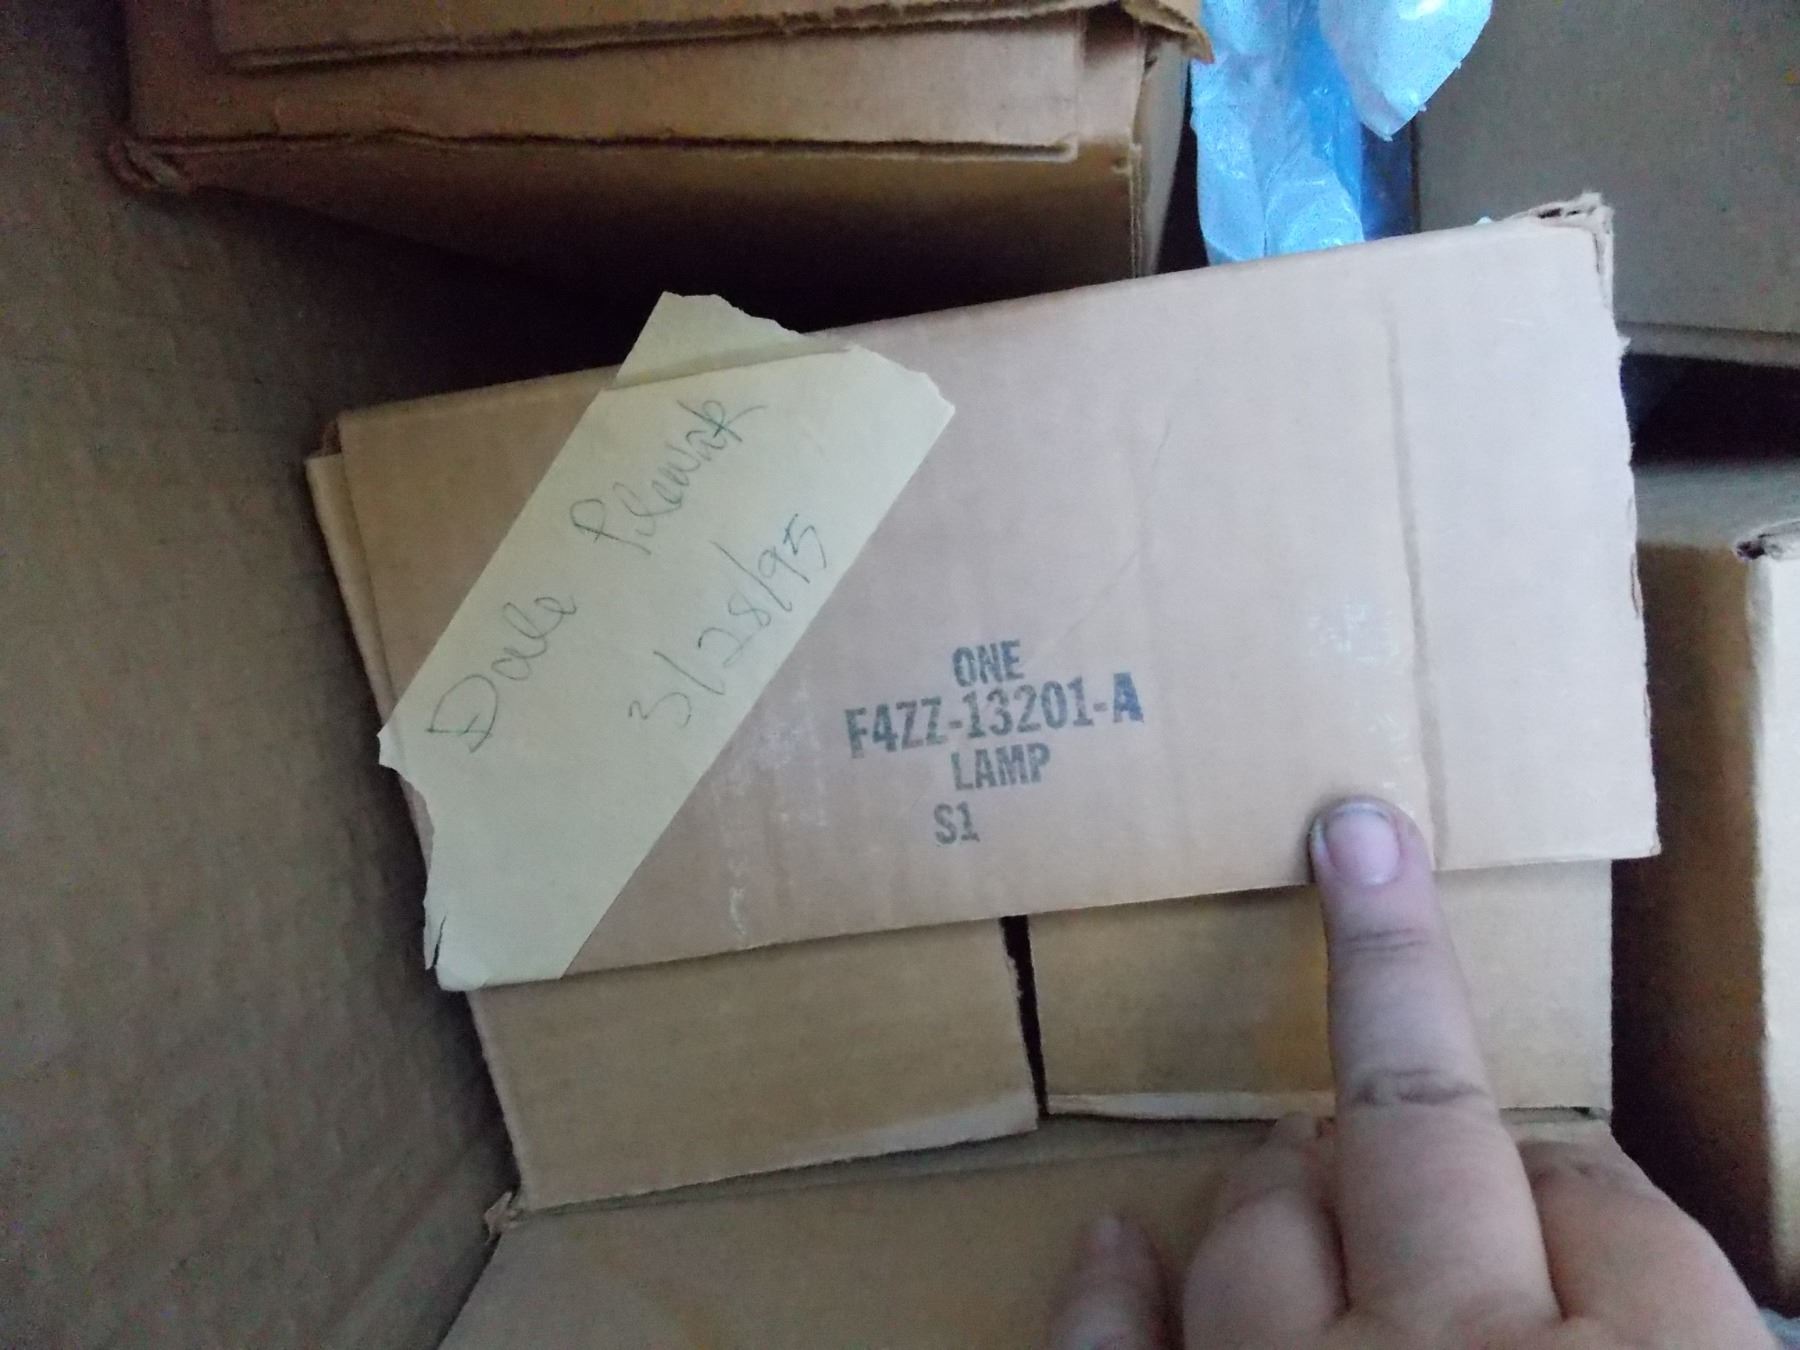 Dale
3/28/95
ONE
F4ZZ-13201-A
LAMP
S1